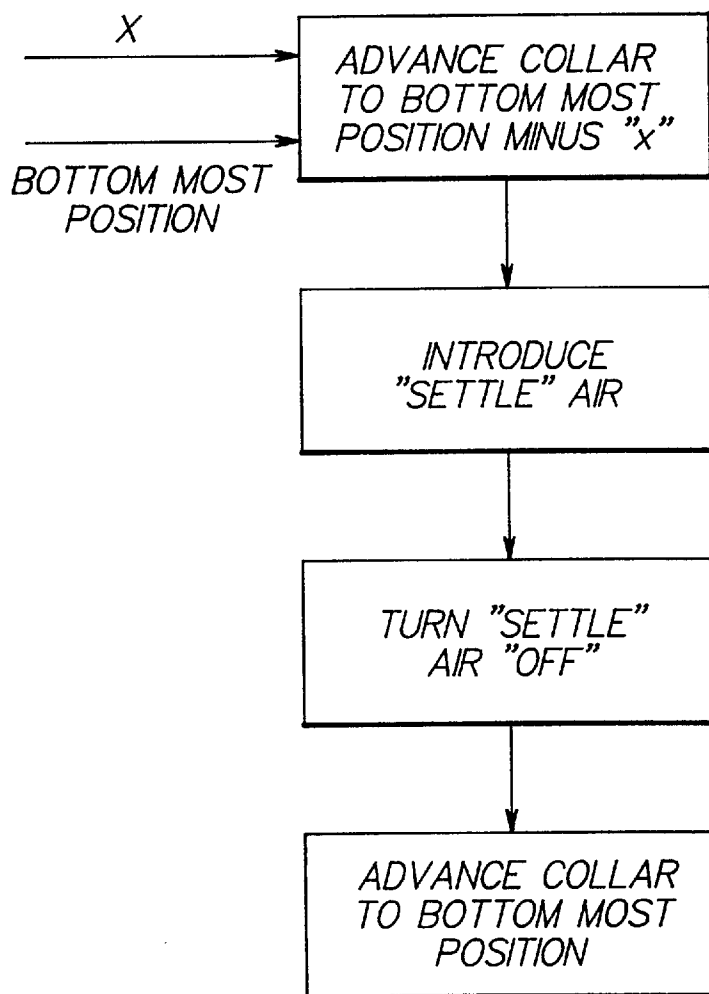 X
ADVANCE COLLAR
TO BOTTOM MOST
POSITION MINUS "x"
BOTTOM MOST
POSITION
INTRODUCE
"SETTLE" AIR
TURN "SETTLE"
AIR "OFF"
ADVANCE COLLAR
TO BOTTOM MOST
POSITION